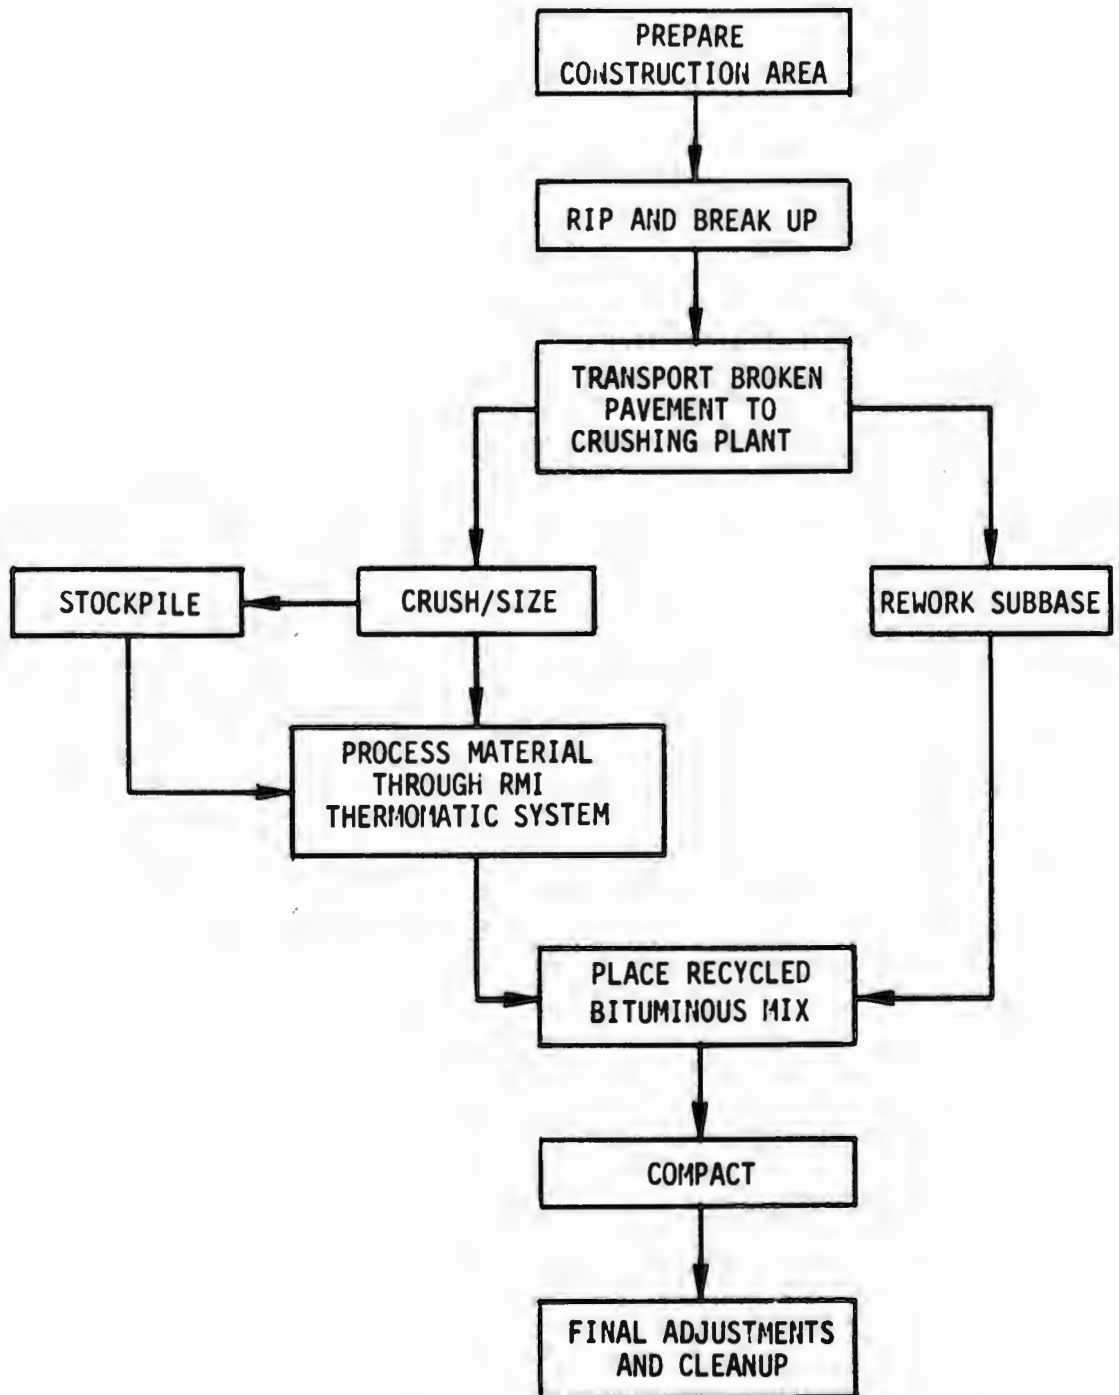 PREPARE
CONSTRUCTION AREA
RIP AND BREAK UP
TRANSPORT BROKEN
PAVEMENT TO
CRUSHING PLANT
STOCKPILE
CRUSH/SIZE
REWORK SUBBASE
PROCESS MATERIAL
THROUGH RMI
THERMOMATIC SYSTEM
PLACE RECYCLED
BITUMINOUS MIX
COMPACT
FINAL ADJUSTMENTS
AND CLEANUP